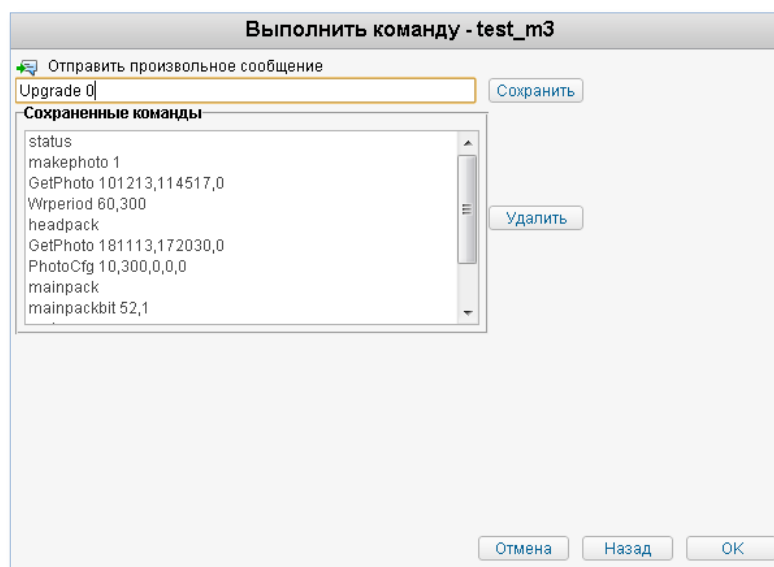 Выполнить команду - test_m3
Отправить произвольное сообщение
Upgrade 0
Сохранить
Сохраненные команды
status
makephoto 1
GetPhoto 101213,114517,0
Wrperiod 60,300
headpack
Удалить
GetPhoto 181113,172030,0
PhotoCfg 10,300,0,0,0
mainpack
mainpackbit 52,1
Отмена
Назад
OK